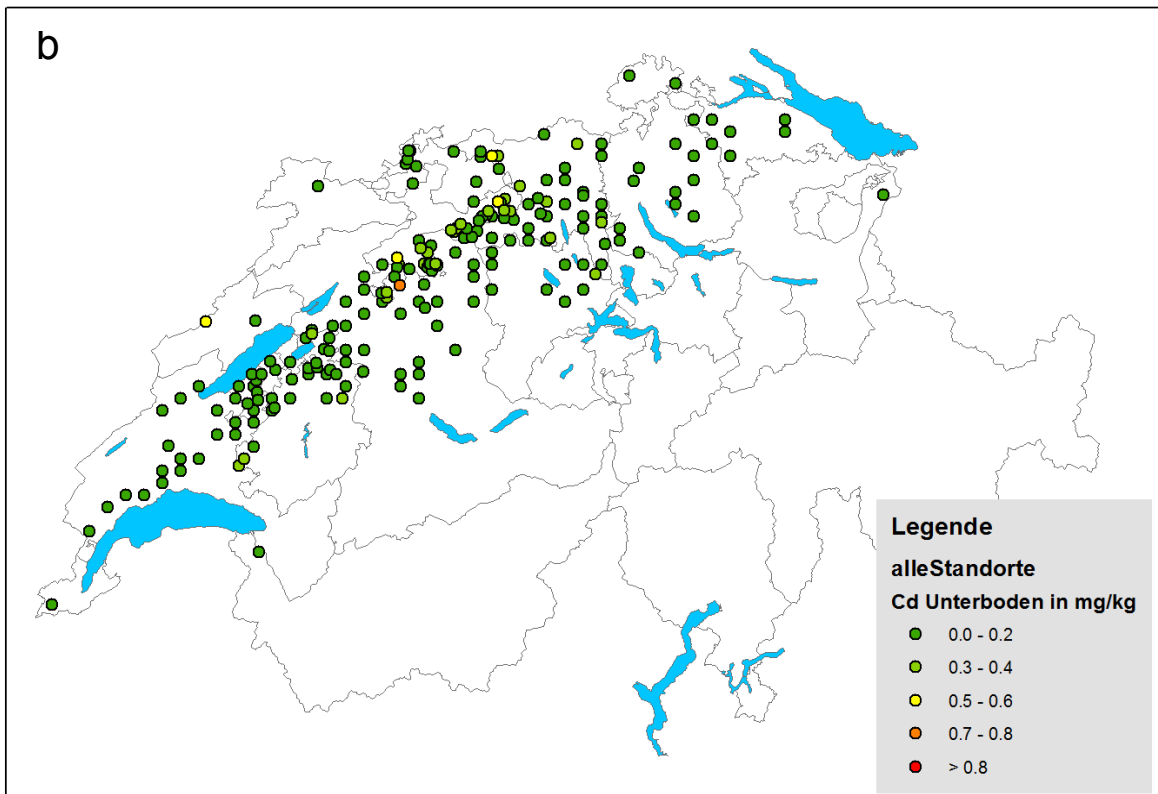 b
Legende
alleStandorte
Cd Unterboden in mg/kg
0.0 - 0.2
0.3 - 0.4
0.5 - 0.6
0.7 - 0.8
> 0.8